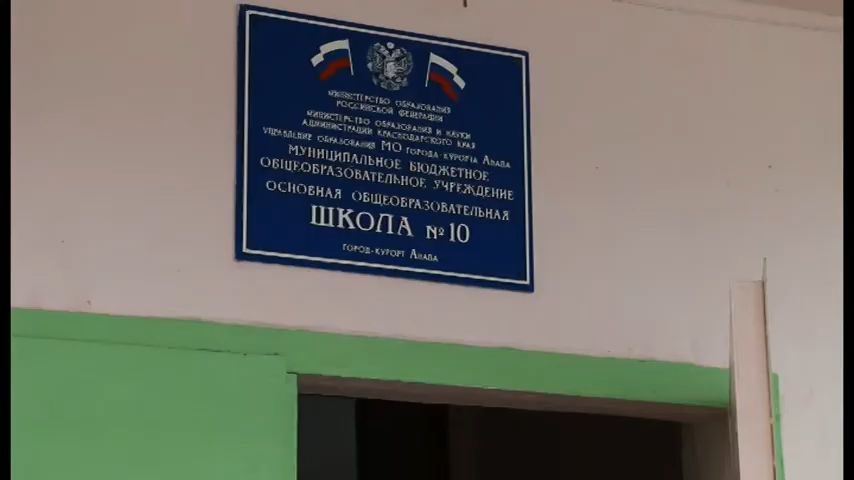 МИНИСТЕРСТВО ОБРАЗОВАНИЯ
РОССИЙСКОЙ ФЕДЕРАЦИИ
МИНИСТЕРСТВО ОБРАЗОВАНИЯ И НАУКИ
АДМИНИСТРАЦИИ КРАСНОДАРСКОГО КРАЯ
УПРАВЛЕНИЕ ОБРАЗОВАНИЯ МО ГОРОДА-КУРОРТА АНАПА
МУНИЦИПАЛЬНОЕ БЮДЖЕТНОЕ
ОБЩЕОБРАЗОВАТЕЛЬНОЕ УЧРЕЖДЕНИЕ
ОСНОВНАЯ ОБЩЕОБРАЗОВАТЕЛЬНАЯ
ШКОЛА №10
ГОРОД-КУРОРТ АНАПА